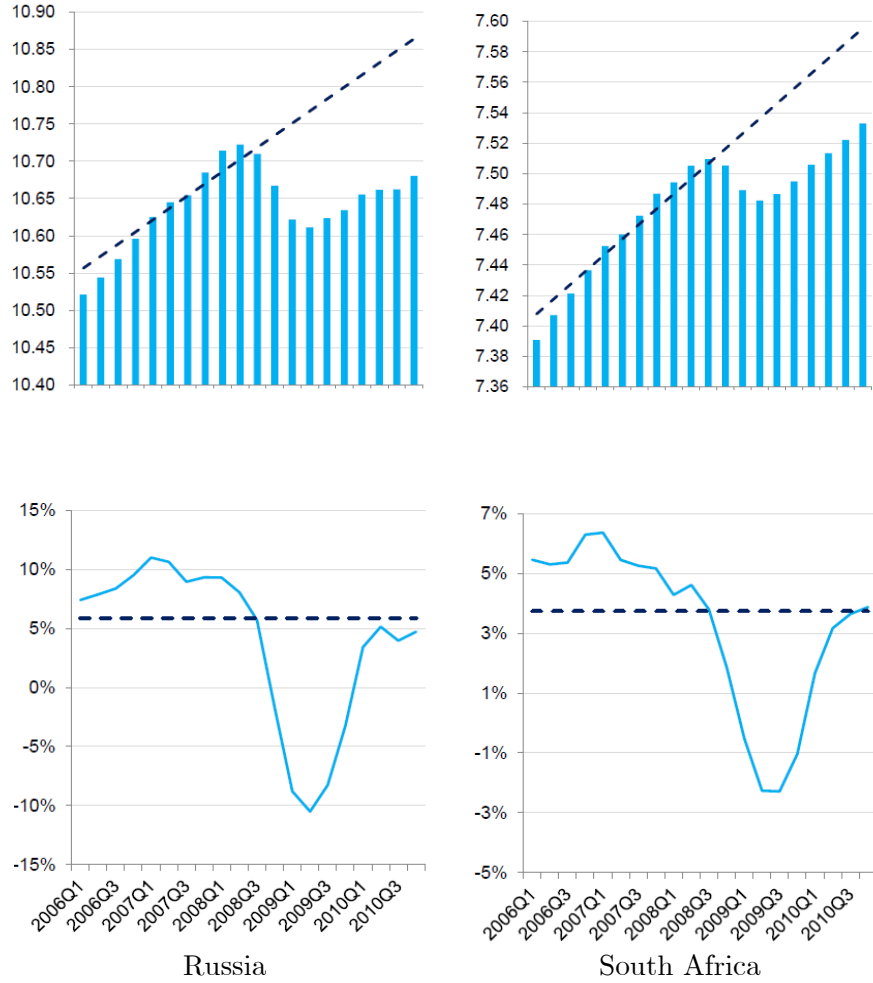 10.90
10.85
10.80
10.75
10.70
10.65
10.60
10.55
10.50
10.45
10.40
7.60
7.58
7.56
7.54
7.52
7.50
7.48
7.46
7.44
7.42
7.40
7.38
7.36
15%
10%
5%
0%
-5%
-10%
-15%
2006Q1
2006Q3
2007Q1
2007Q3
2008Q1
2008Q3
2009Q1
2009Q3
2010Q1
2010Q3
Russia
7%
5%
3%
1%
-1%
-3%
-5%
2006Q1
2006Q3
2007Q1
2007Q3
2008Q1
2008Q3
2009Q1
2009Q3
2010Q1
2010Q3
South Africa